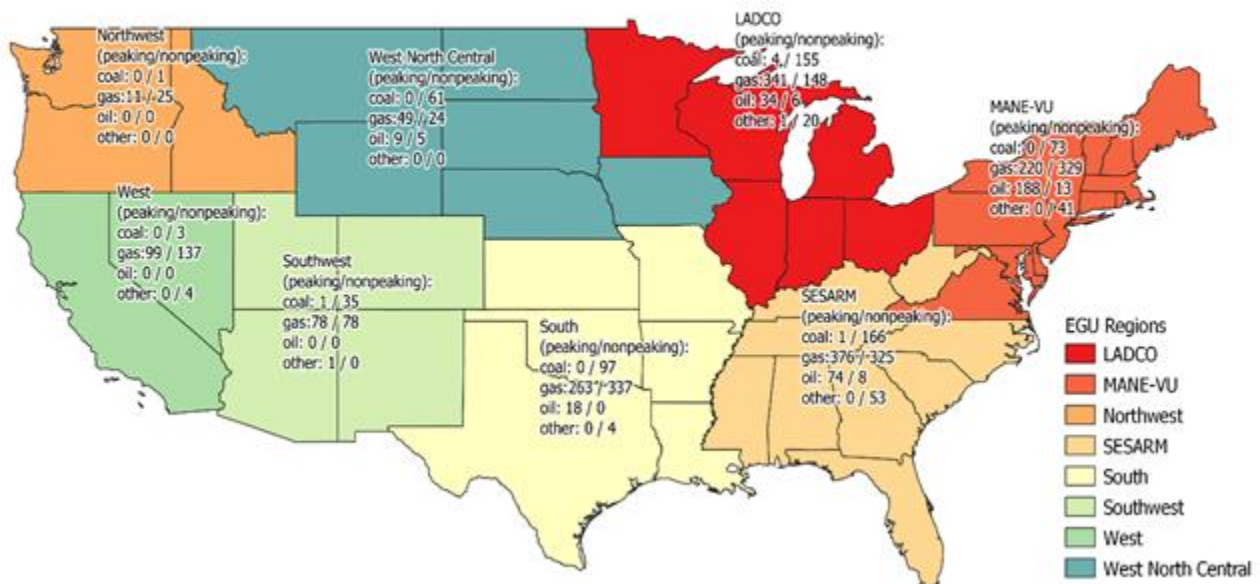 Northwest
(peaking/nonpeaking):
coal: 0 / 1
gas:11 / 25
oil: 0 / 0
other: 0 / 0
West North Central
(peaking/nonpeaking):
coal: 0 / 61
gas:49 / 24
oil: 9 / 5
other: 0 / 0
LADCO
(peaking/nonpeaking):
coal: 4 / 155
gas:341 / 148
oil: 34 / 6
other: 1 / 20
MANE-VU
(peaking/nonpeaking):
coal: 0 / 73
gas:220 / 329
oil: 188 / 13
other: 0 / 41
West
(peaking/nonpeaking):
coal: 0 / 3
gas:99 / 137
oil: 0 / 0
other: 0 / 4
Southwest
(peaking/nonpeaking):
coal: 1 / 35
gas:78 / 78
oil: 0 / 0
other: 1 / 0
South
(peaking/nonpeaking):
coal: 0 / 97
gas:263 / 337
oil: 18 / 0
other: 0 / 4
SESARM
(peaking/nonpeaking):
coal: 1 / 166
gas:376 / 325
oil: 74 / 8
other: 0 / 53
EGU Regions
LADCO
MANE-VU
Northwest
SESARM
South
Southwest
West
West North Central